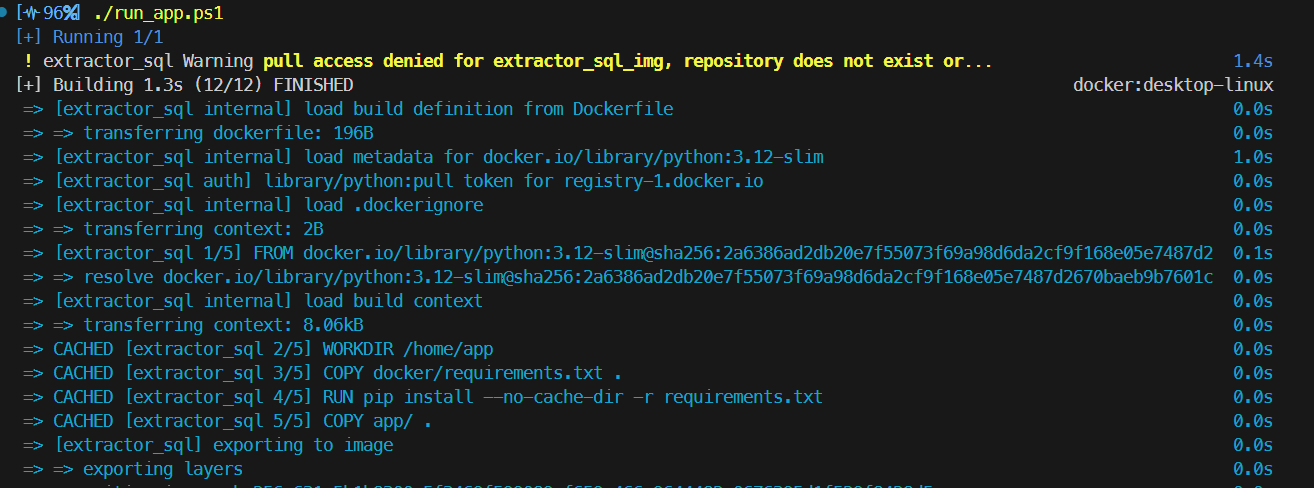 [96%] ./run_app.ps1
[+] Running 1/1
! extractor_sql Warning pull access denied for extractor_sql_img, repository does not exist or... 1.4s
[+] Building 1.3s (12/12) FINISHED docker:desktop-linux
=> [extractor_sql internal] load build definition from Dockerfile 0.0s
=> => transferring dockerfile: 196B 0.0s
=> [extractor_sql internal] load metadata for docker.io/library/python:3.12-slim 1.0s
=> [extractor_sql auth] library/python:pull token for registry-1.docker.io 0.0s
=> [extractor_sql internal] load .dockerignore 0.0s
=> => transferring context: 2B 0.0s
=> [extractor_sql 1/5] FROM docker.io/library/python:3.12-slim@sha256:2a6386ad2db20e7f55073f69a98d6da2cf9f168e05e7487d2 0.1s
=> => resolve docker.io/library/python:3.12-slim@sha256:2a6386ad2db20e7f55073f69a98d6da2cf9f168e05e7487d2670baeb9b7601c 0.0s
=> [extractor_sql internal] load build context 0.0s
=> => transferring context: 8.06kB 0.0s
=> CACHED [extractor_sql 2/5] WORKDIR /home/app 0.0s
=> CACHED [extractor_sql 3/5] COPY docker/requirements.txt . 0.0s
=> CACHED [extractor_sql 4/5] RUN pip install --no-cache-dir -r requirements.txt 0.0s
=> CACHED [extractor_sql 5/5] COPY app/ . 0.0s
=> [extractor_sql] exporting to image 0.0s
=> => exporting layers 0.0s